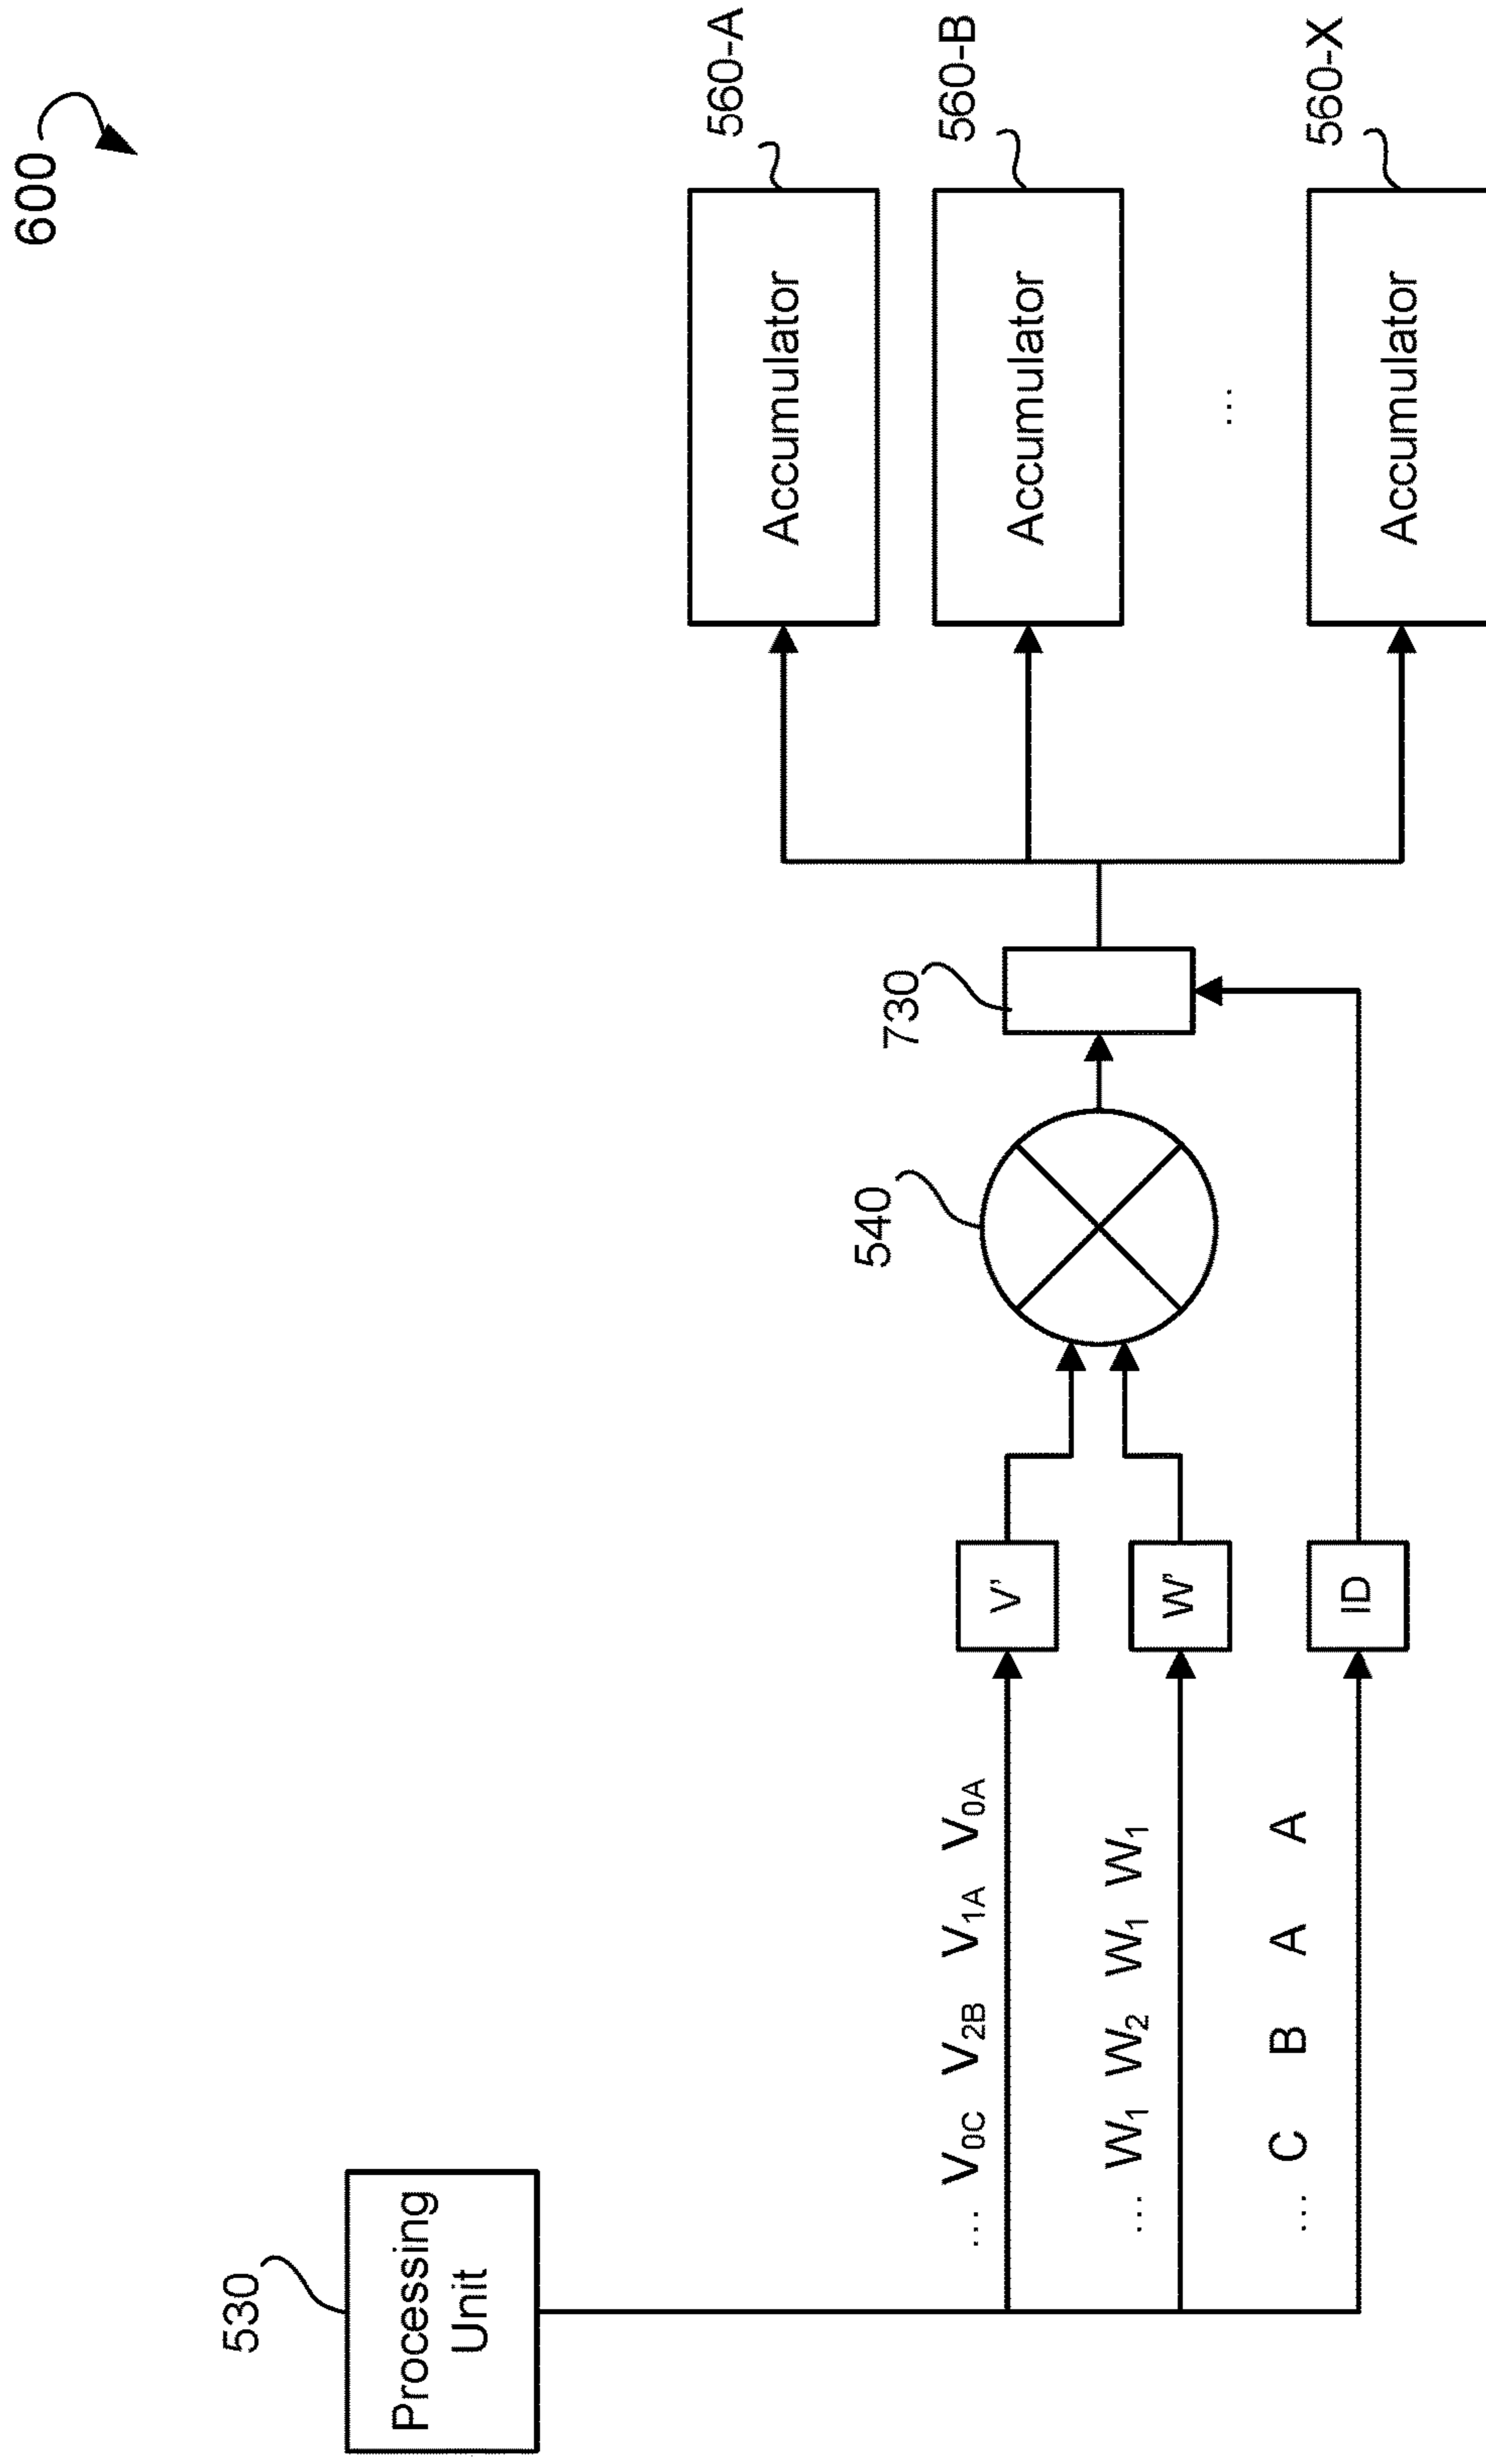 600
530
Processing
Unit
... V0C V2B V1A V0A
... W1 W2 W1 W1
... C B A A
V'
W'
ID
540
730
Accumulator
560-A
Accumulator
560-B
...
Accumulator
560-X